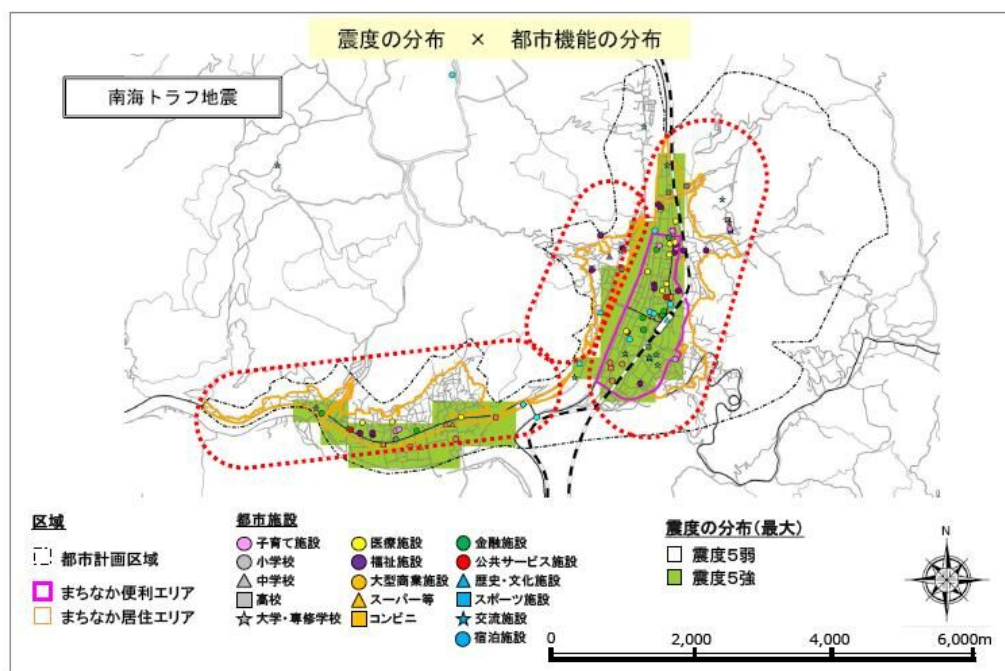 震度の分布 × 都市機能の分布
南海トラフ地震
区域
都市計画区域
まちなか便利エリア
まちなか居住エリア
都市施設
子育て施設
小学校
中学校
高校
大学・専修学校
医療施設
福祉施設
大型商業施設
スーパー等
コンビニ
金融施設
公共サービス施設
歴史・文化施設
スポーツ施設
交流施設
宿泊施設
震度の分布(最大)
震度5弱
震度5強
N
0 2,000 4,000 6,000m